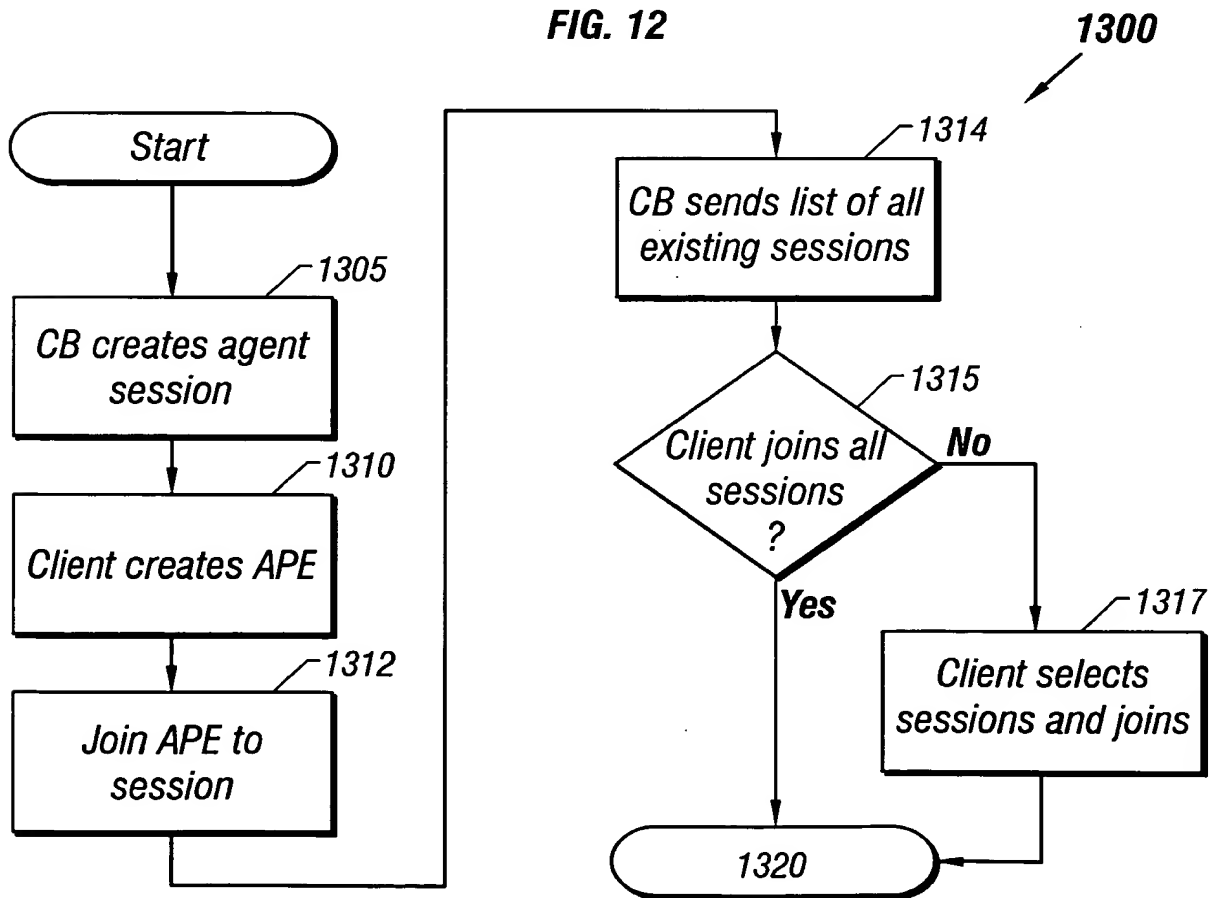 FIG. 12
1300
Start
1305
CB creates agent
session
1310
Client creates APE
1312
Join APE to
session
1314
CB sends list of all
existing sessions
1315
Client joins all
sessions
?
No
Yes
1317
Client selects
sessions and joins
1320